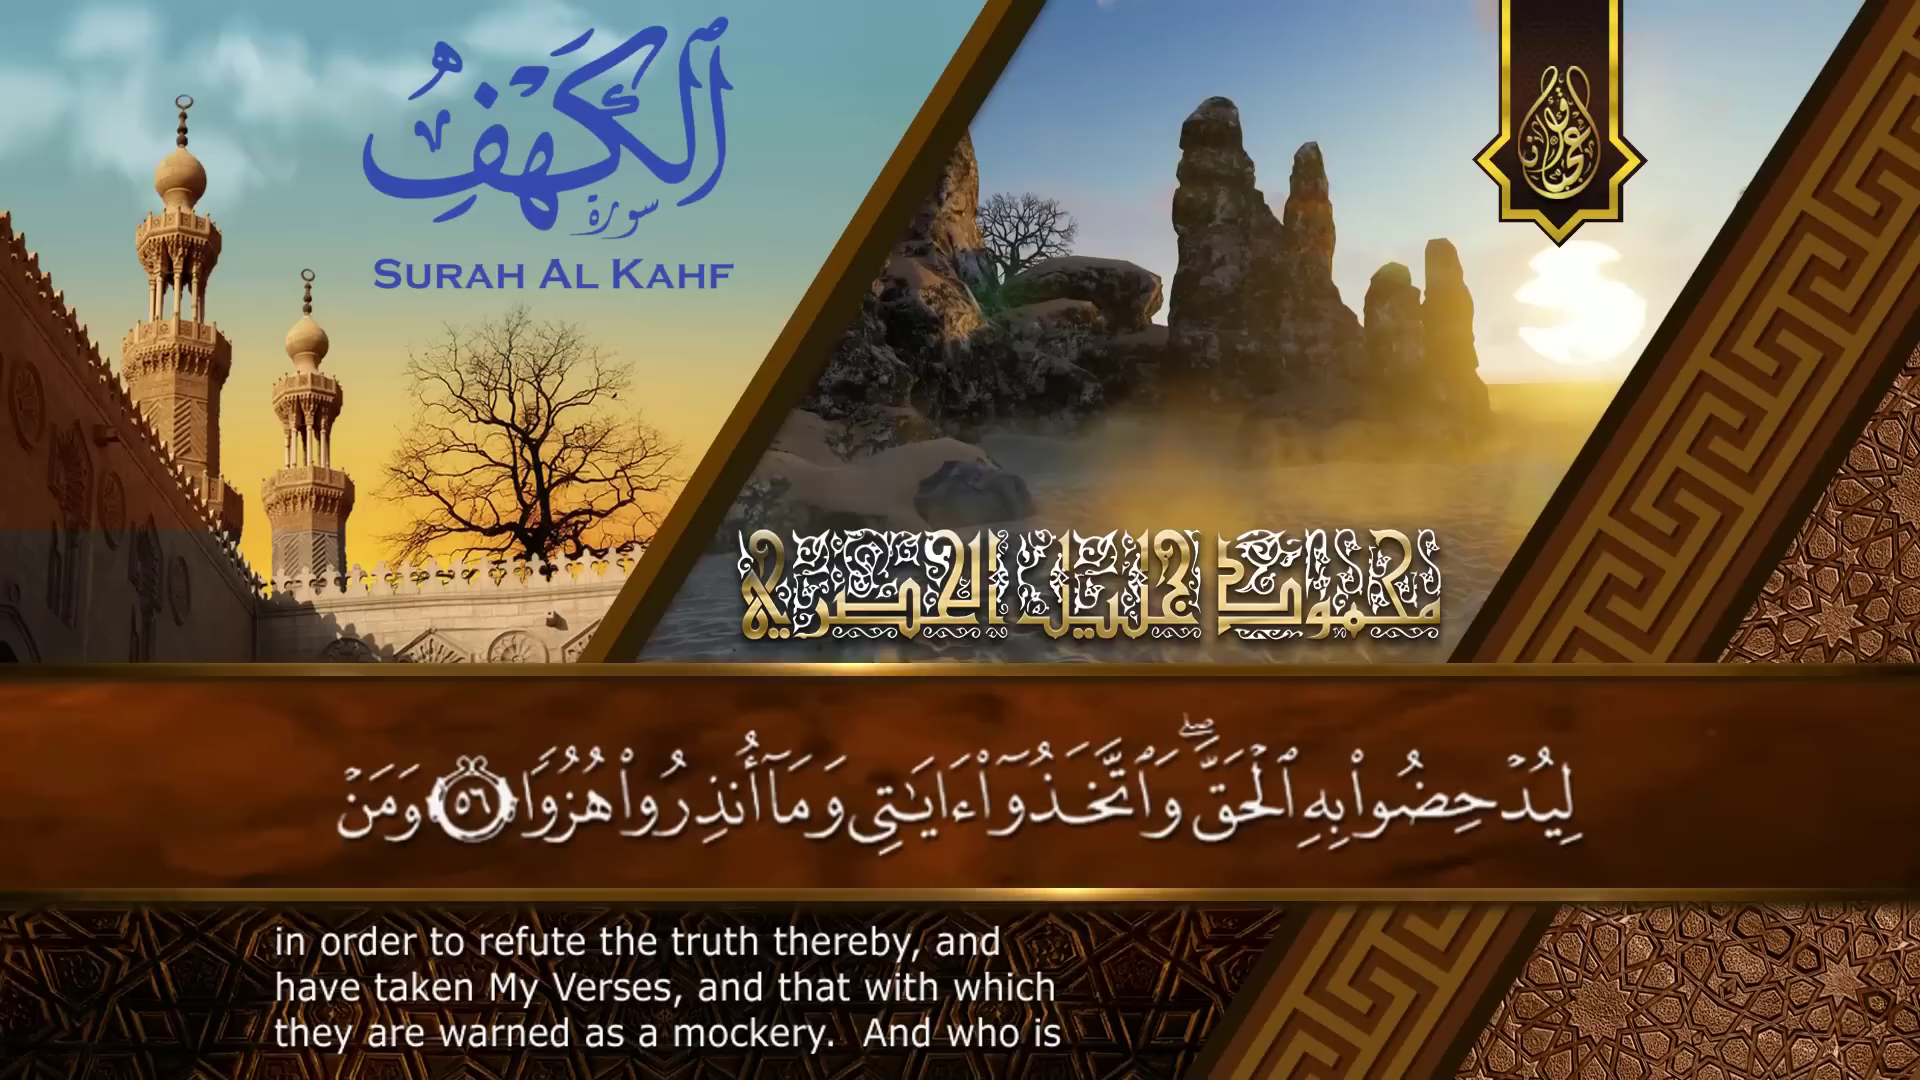 ٱلْكَهْفِ
سورة
SURAH AL KAHF
محمود خليل الحصري
لِيُدْحِضُوا۟ بِهِ ٱلْحَقَّ ۖ وَٱتَّخَذُوٓا۟ ءَايَـٰتِى وَمَآ أُنذِرُوا۟ هُزُوًا ٥٦ وَمَنْ
in order to refute the truth thereby, and
have taken My Verses, and that with which
they are warned as a mockery. And who is